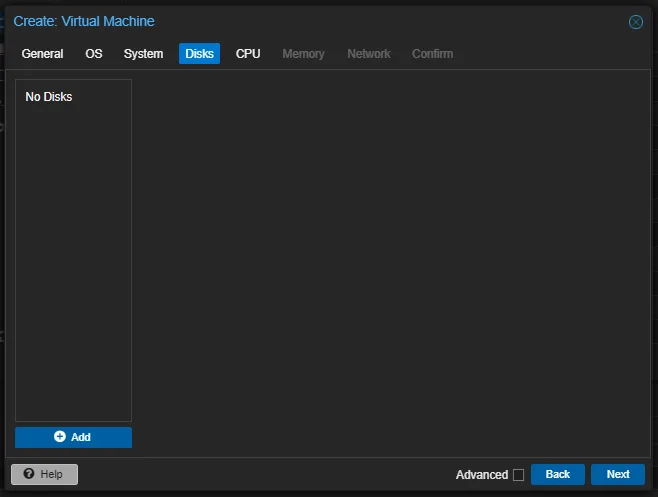 Create: Virtual Machine
General OS System Disks CPU Memory Network Confirm
No Disks
Add
Help Advanced Back Next